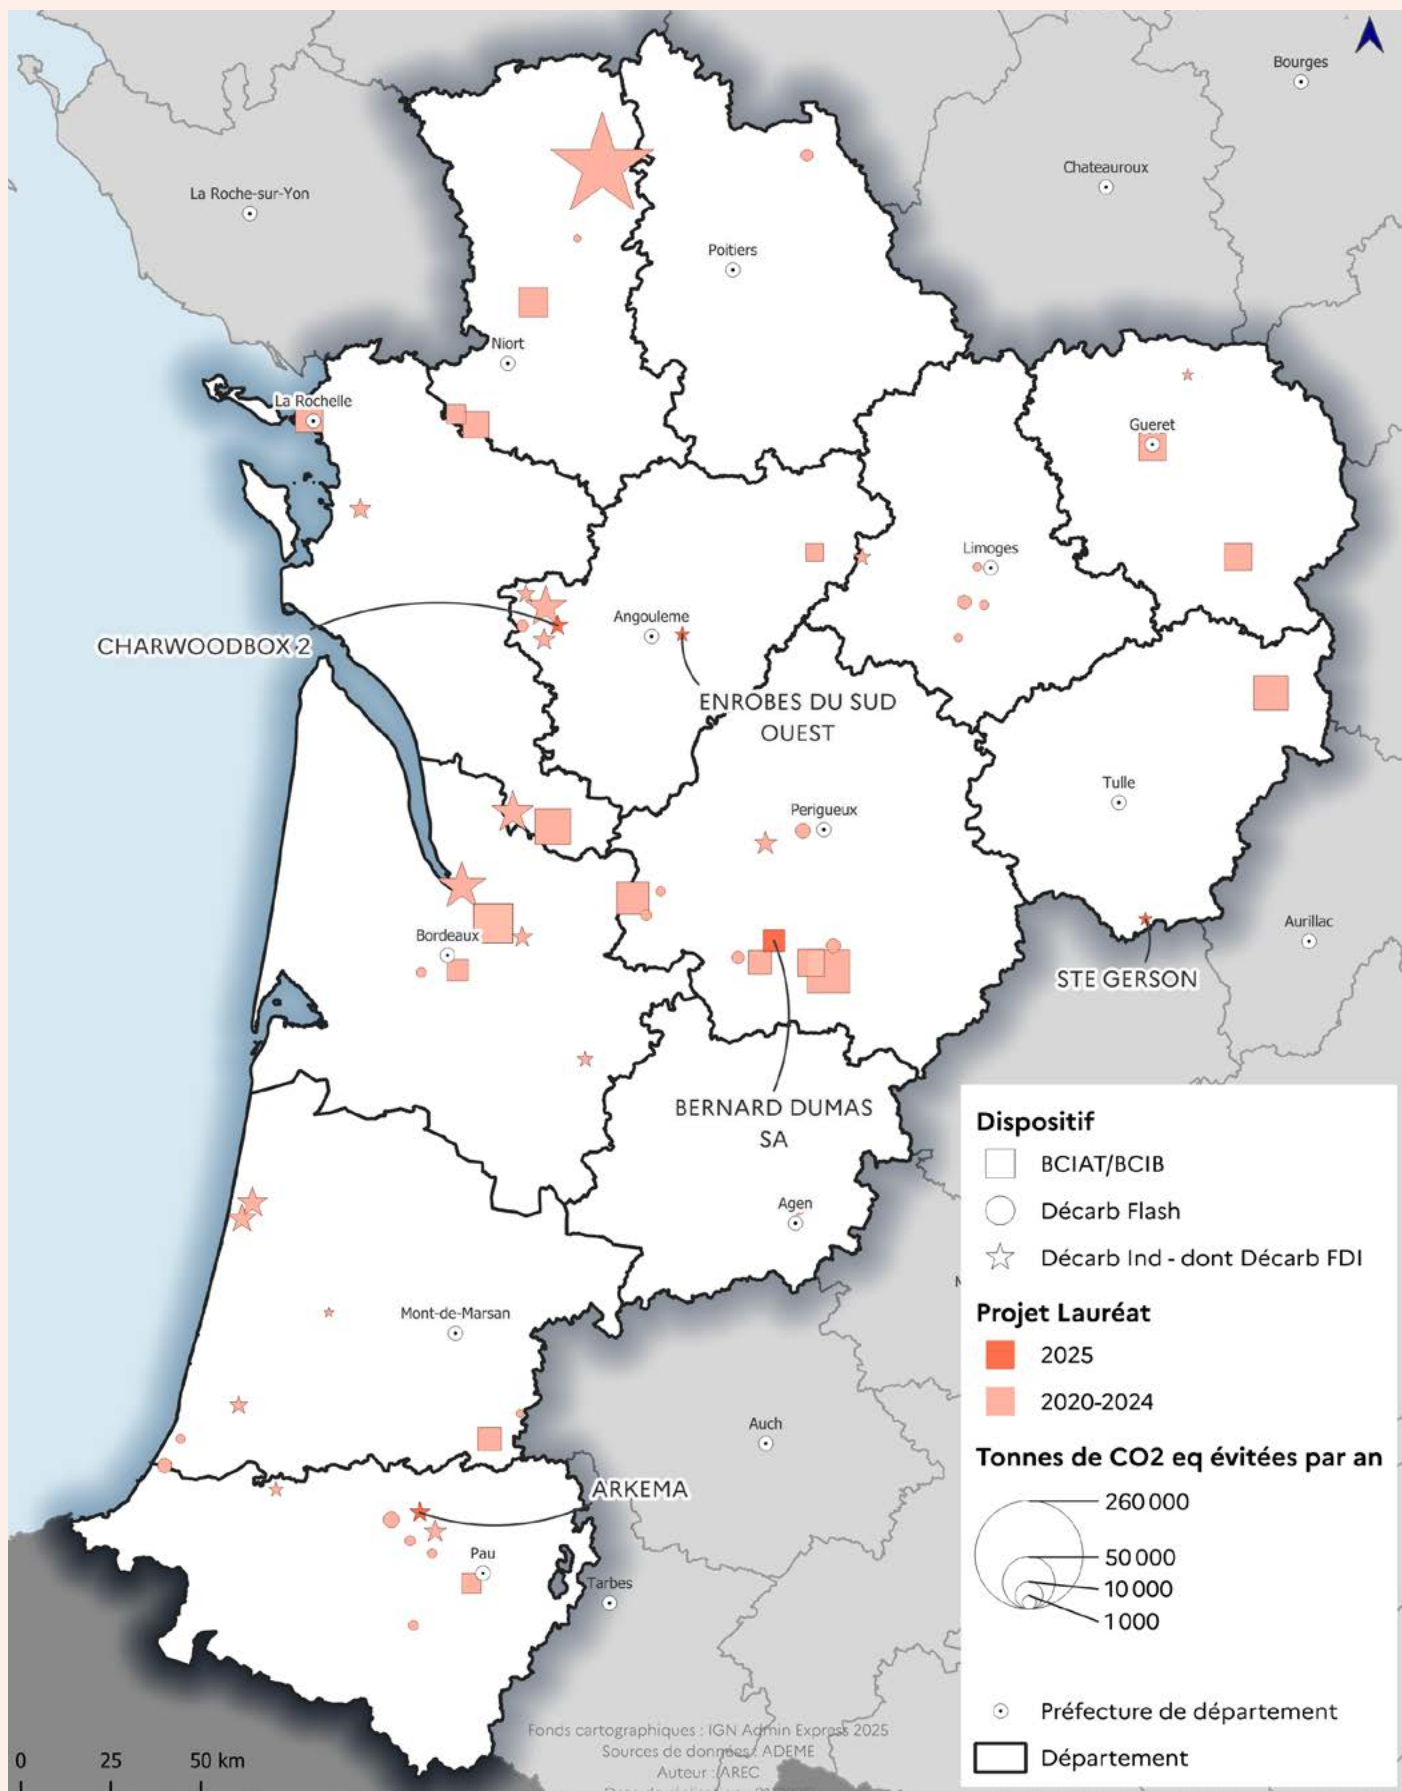 Bourges
Chateauroux
La Roche-sur-Yon
Poitiers
Niort
La Rochelle
Gueret
Limoges
Angouleme
CHARWOODBOX 2
ENROBES DU SUD
OUEST
Tulle
Perigueux
Aurillac
Bordeaux
STE GERSON
BERNARD DUMAS
SA
Agen
Mont-de-Marsan
Auch
ARKEMA
Pau
Tarbes
Dispositif
BCIAT/BCIB
Décarb Flash
Décarb Ind - dont Décarb FDI
Projet Lauréat
2025
2020-2024
Tonnes de CO2 eq évitées par an
260 000
50 000
10 000
1 000
Préfecture de département
Département
Fonds cartographiques : IGN Admin Express 2025
Sources de données : ADEME
Auteur : AREC
0 25 50 km